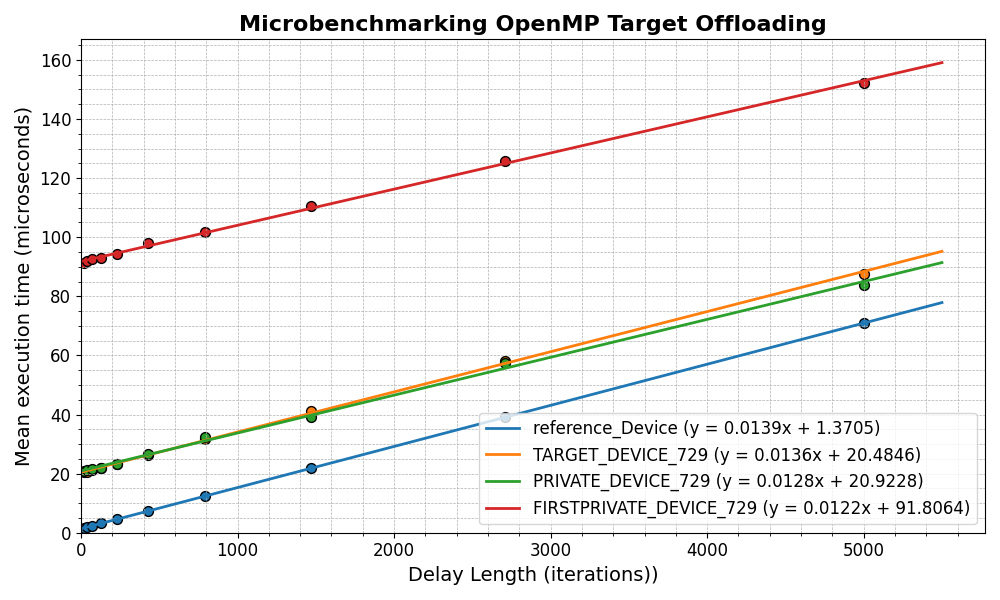 Microbenchmarking OpenMP Target Offloading
Mean execution time (microseconds)
160
140
120
100
80
60
40
20
0
reference_Device (y = 0.0139x + 1.3705)
TARGET_DEVICE_729 (y = 0.0136x + 20.4846)
PRIVATE_DEVICE_729 (y = 0.0128x + 20.9228)
FIRSTPRIVATE_DEVICE_729 (y = 0.0122x + 91.8064)
0 1000 2000 3000 4000 5000
Delay Length (iterations))